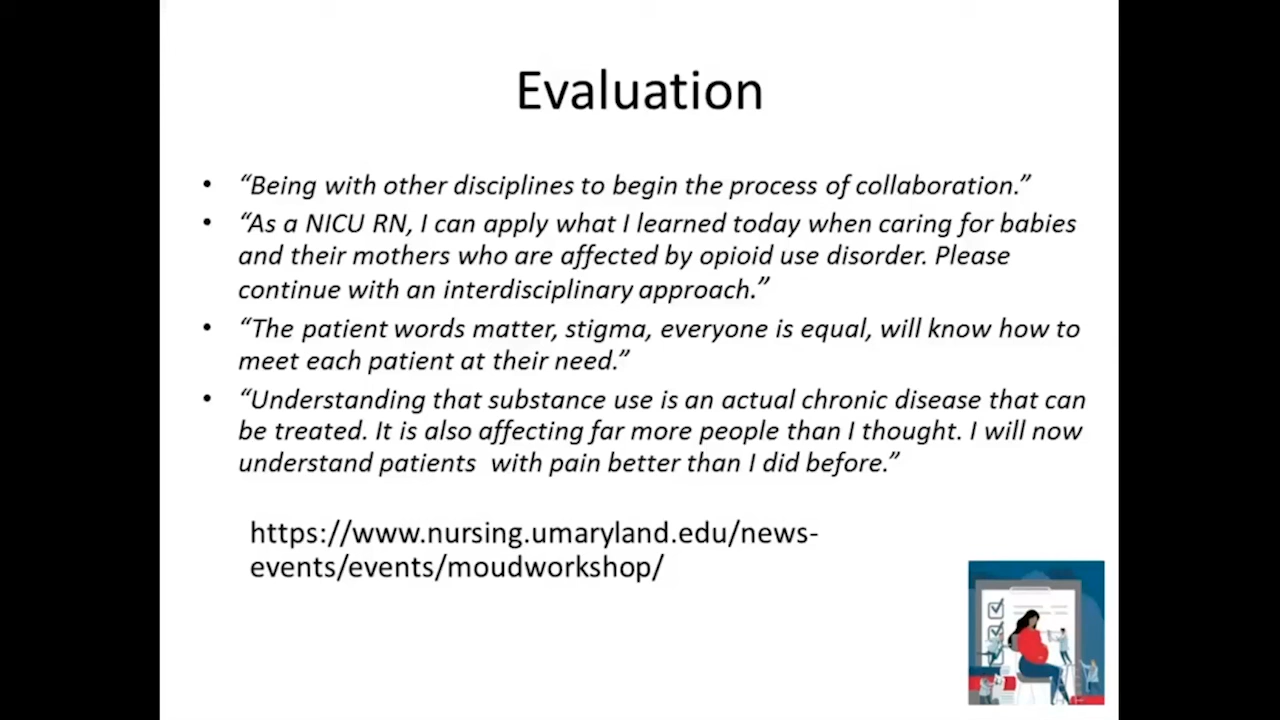 Evaluation
• “Being with other disciplines to begin the process of collaboration.”
• “As a NICU RN, I can apply what I learned today when caring for babies
and their mothers who are affected by opioid use disorder. Please
continue with an interdisciplinary approach.”
• “The patient words matter, stigma, everyone is equal, will know how to
meet each patient at their need.”
• “Understanding that substance use is an actual chronic disease that can
be treated. It is also affecting far more people than I thought. I will now
understand patients  with pain better than I did before.”
https://www.nursing.umaryland.edu/news-
events/events/moudworkshop/